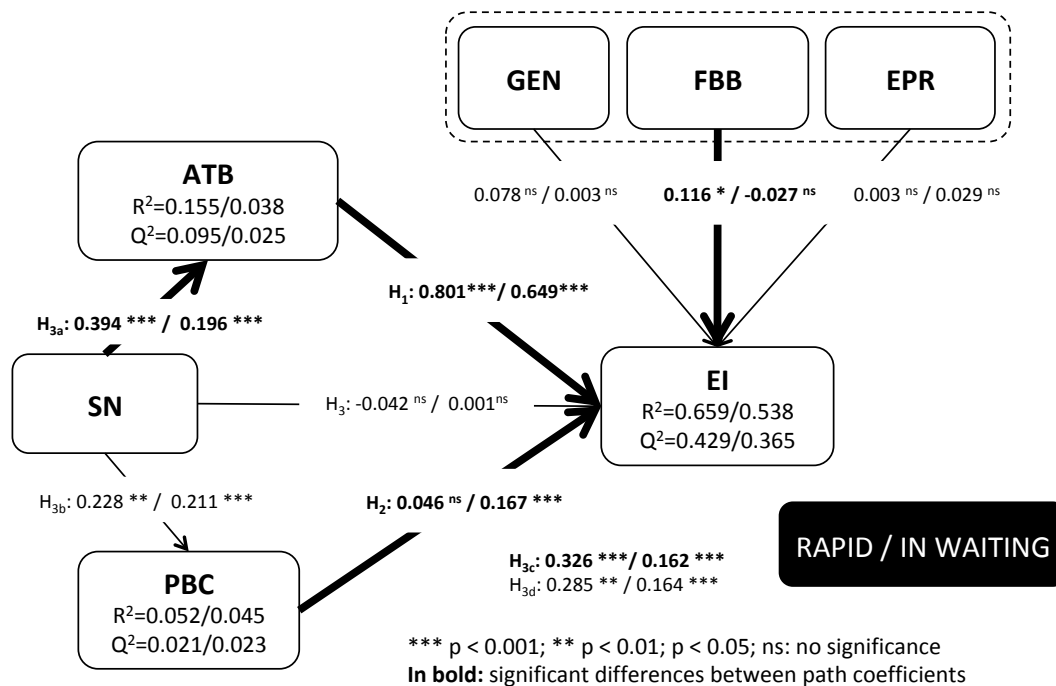 GEN
FBB
EPR
ATB
R²=0.155/0.038
Q²=0.095/0.025
0.078 ⁿˢ / 0.003 ⁿˢ
0.116 * / -0.027 ⁿˢ
0.003 ⁿˢ / 0.029 ⁿˢ
H₁: 0.801***/ 0.649***
H₃ₐ: 0.394 *** / 0.196 ***
SN
H₃: -0.042 ⁿˢ / 0.001ⁿˢ
EI
R²=0.659/0.538
Q²=0.429/0.365
H₃b: 0.228 ** / 0.211 ***
H₂: 0.046 ⁿˢ / 0.167 ***
PBC
R²=0.052/0.045
Q²=0.021/0.023
H₃c: 0.326 ***/ 0.162 ***
H₃d: 0.285 ** / 0.164 ***
RAPID / IN WAITING
*** p < 0.001; ** p < 0.01; p < 0.05; ns: no significance
In bold: significant differences between path coefficients